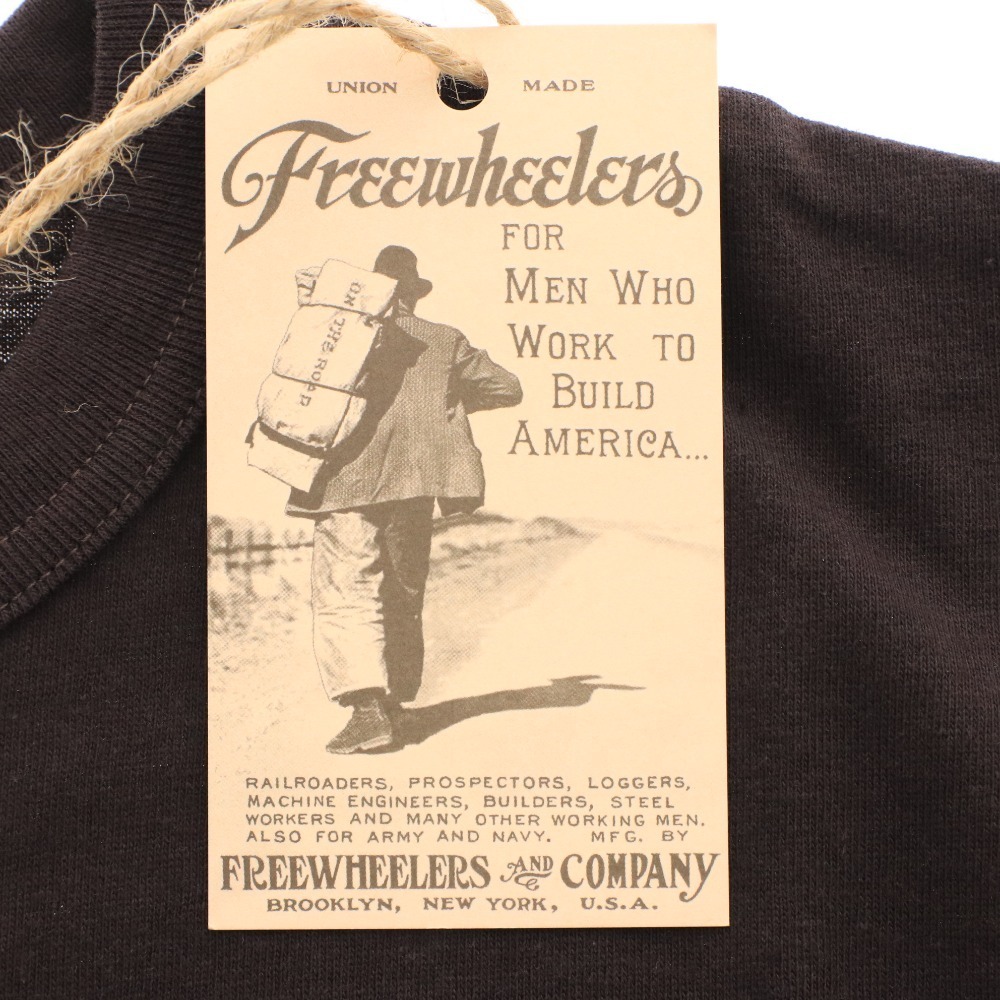 UNION MADE
Freewheelers
FOR
MEN WHO
WORK TO
BUILD
AMERICA...
ON THE ROAD
RAILROADERS, PROSPECTORS, LOGGERS,
MACHINE ENGINEERS, BUILDERS, STEEL
WORKERS AND MANY OTHER WORKING MEN.
ALSO FOR ARMY AND NAVY. MFG. BY
FREEWHEELERS AND COMPANY
BROOKLYN, NEW YORK, U.S.A.